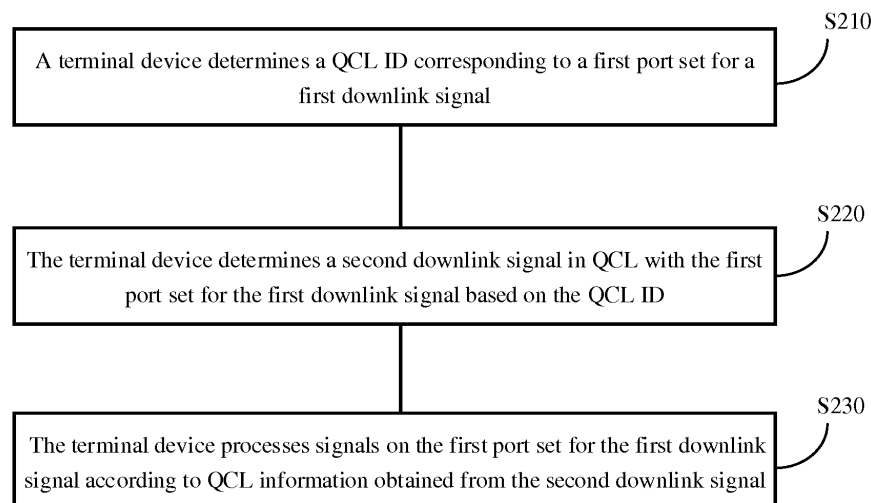 S210
A terminal device determines a QCL ID corresponding to a first port set for a
first downlink signal
S220
The terminal device determines a second downlink signal in QCL with the first
port set for the first downlink signal based on the QCL ID
S230
The terminal device processes signals on the first port set for the first downlink
signal according to QCL information obtained from the second downlink signal